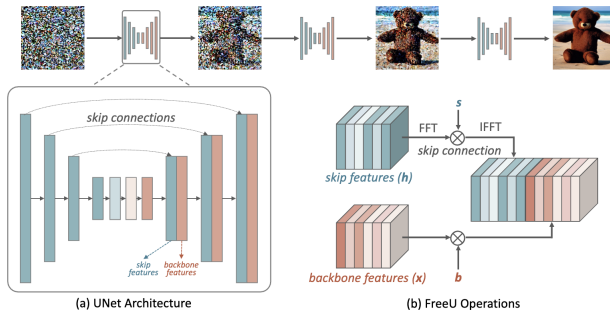 skip connections
skip
features
backbone
features
(a) UNet Architecture
s
FFT
IFFT
skip connection
skip features (h)
backbone features (x)
b
(b) FreeU Operations